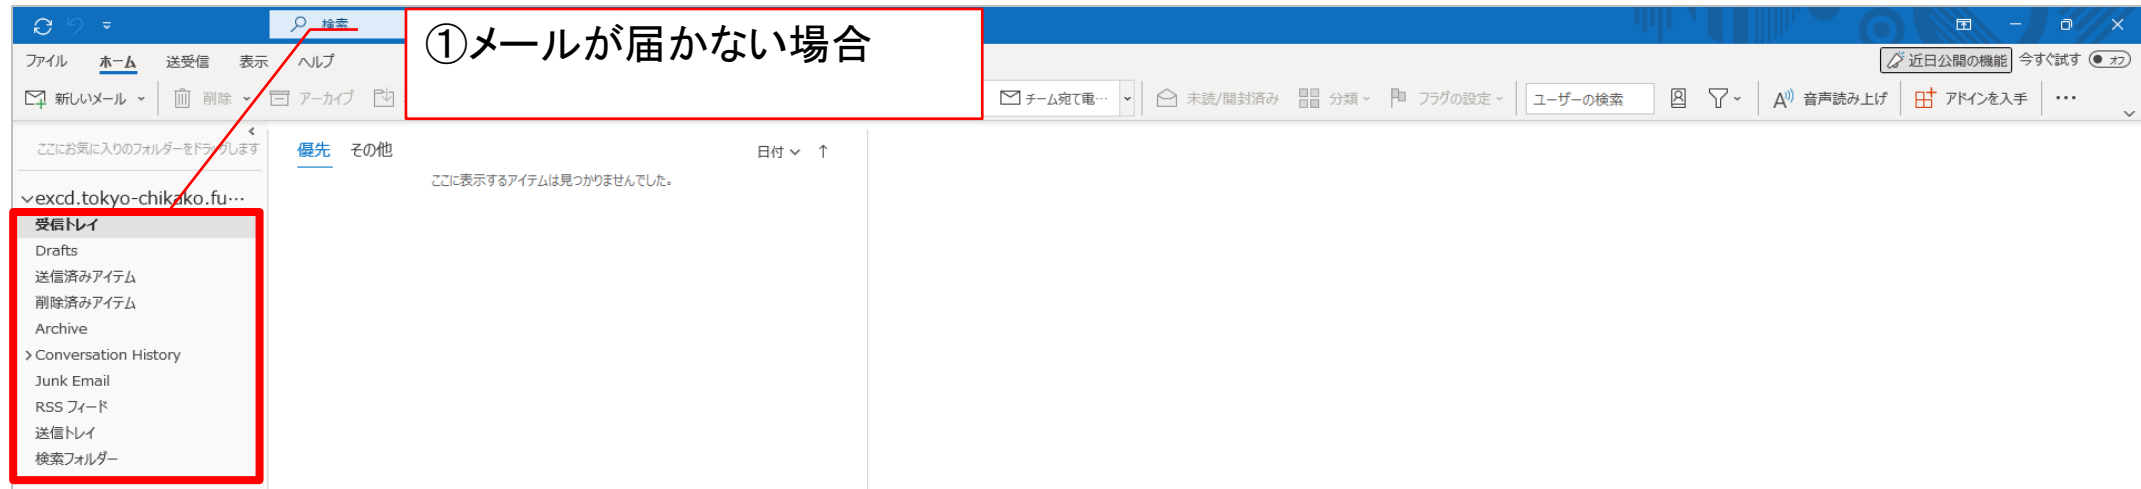 検索
①メールが届かない場合
ファイル ホーム 送受信 表示 ヘルプ
近日公開の機能 今すぐ試す オフ
新しいメール 削除 アーカイブ チーム宛て電… 未読/開封済み 分類 フラグの設定 ユーザーの検索 音声読み上げ アドインを入手 …
ここにお気に入りのフォルダーをドラッグします
優先 その他 日付 ↑
ここに表示するアイテムは見つかりませんでした。
excd.tokyo-chikako.fu…
受信トレイ
Drafts
送信済みアイテム
削除済みアイテム
Archive
Conversation History
Junk Email
RSS フィード
送信トレイ
検索フォルダー